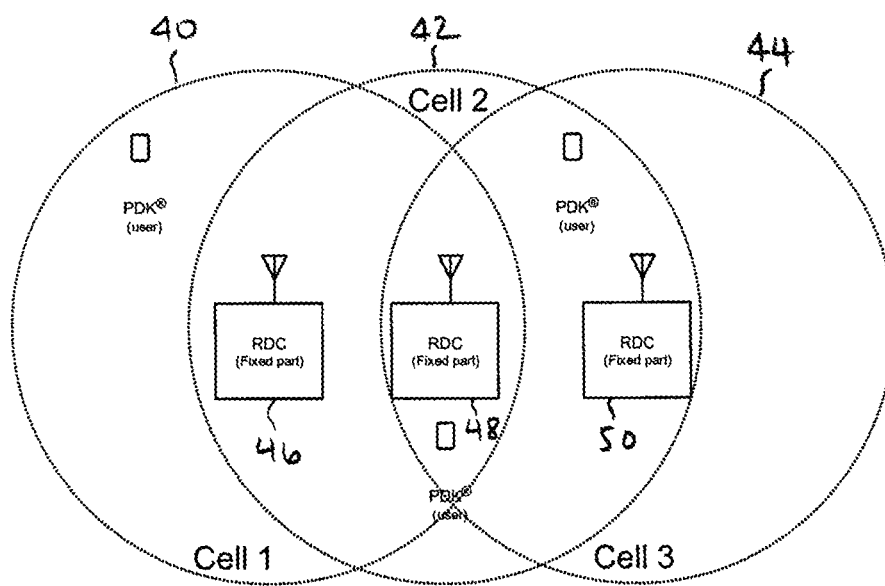 40
42
44
Cell 2
PDK®
(user)
PDK®
(user)
RDC
(Fixed part)
RDC
(Fixed part)
RDC
(Fixed part)
46
48
50
PDK®
(user)
Cell 1
Cell 3